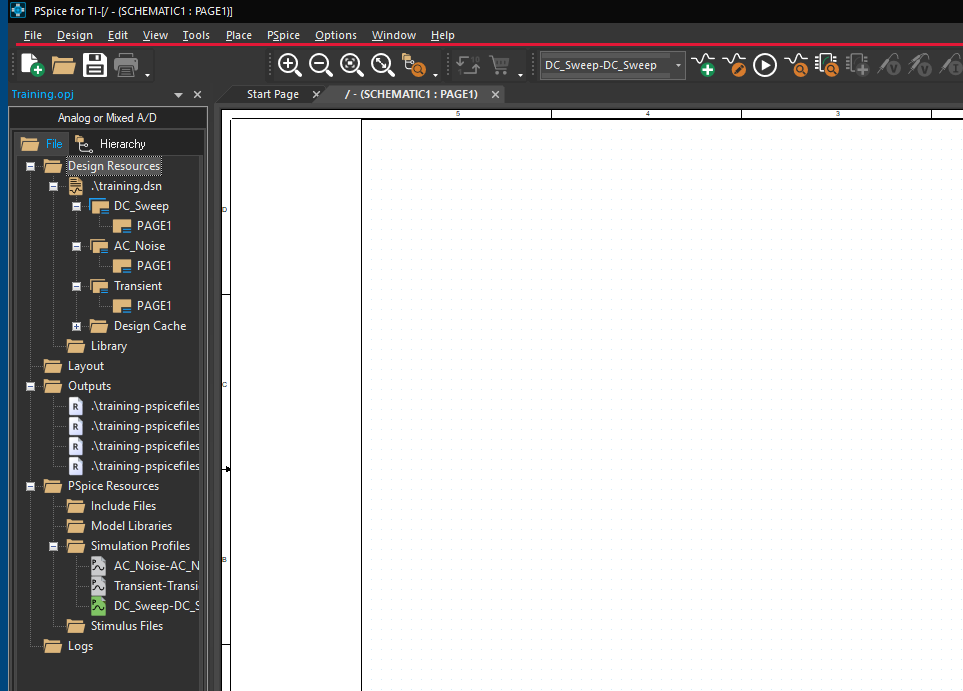 PSpice for TI-[/ - (SCHEMATIC1 : PAGE1)]
File Design Edit View Tools Place PSpice Options Window Help
DC_Sweep-DC_Sweep
Training.opj
Start Page
/ - (SCHEMATIC1 : PAGE1)
Analog or Mixed A/D
5 4 3
File Hierarchy
Design Resources
.\training.dsn
DC_Sweep
D
PAGE1
AC_Noise
PAGE1
Transient
PAGE1
Design Cache
Library
Layout
C
Outputs
R .\training-pspicefiles
R .\training-pspicefiles
R .\training-pspicefiles
R .\training-pspicefiles
PSpice Resources
Include Files
Model Libraries
Simulation Profiles
B
AC_Noise-AC_N
Transient-Transi
DC_Sweep-DC_S
Stimulus Files
Logs